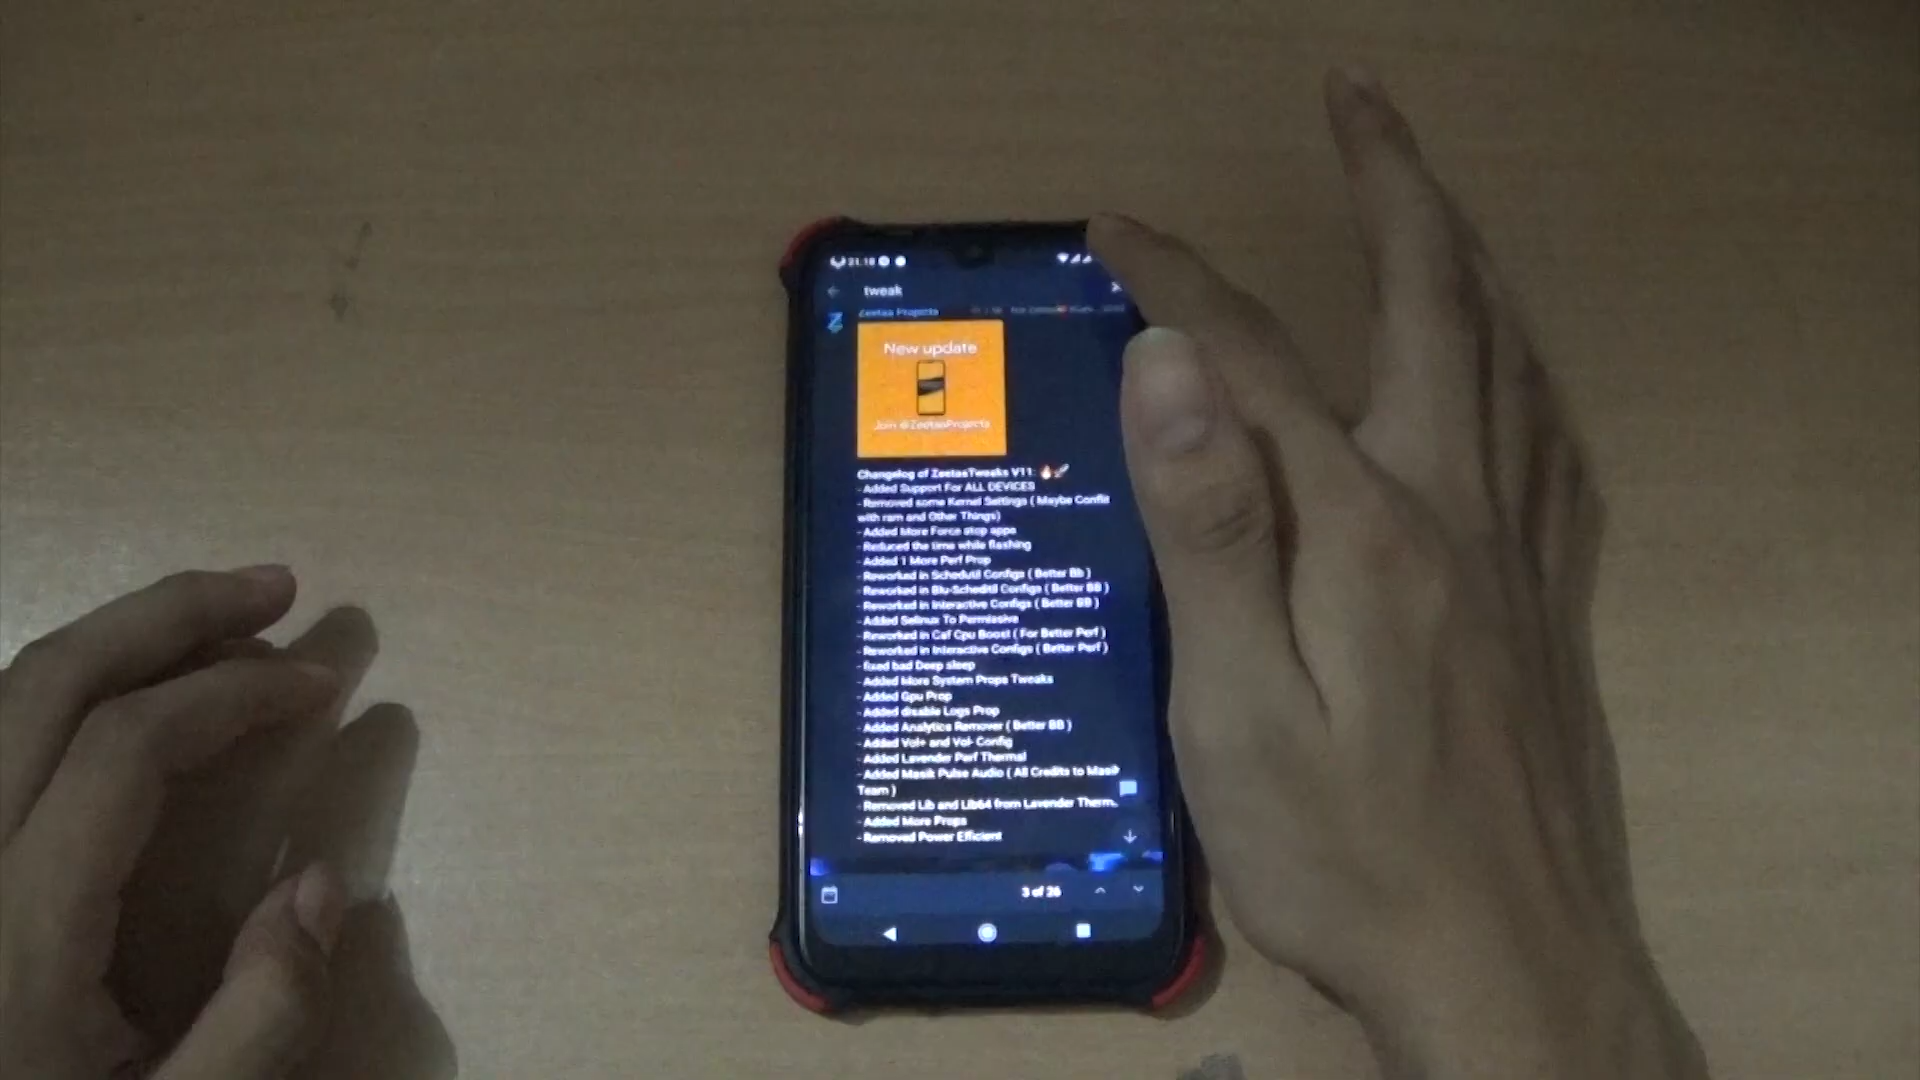 21.18
tweak
Zeetaa Projects
New update
Join @ZeetaaProjects
Changelog of ZeetaaTweaks V11: 🔥🚀
- Added Support For ALL DEVICES
- Removed some Kernel Settings ( Maybe Conflit
with ram and Other Things)
- Added More Force stop apps
- Reduced the time while flashing
- Added 1 More Perf Prop
- Reworked in Schedutil Configs ( Better Bb )
- Reworked in Blu-Schedtil Configs ( Better BB )
- Reworked in Interactive Configs ( Better BB )
- Added Selinux To Permissive
- Reworked in Caf Cpu Boost ( For Better Perf )
- Reworked in Interactive Configs ( Better Perf )
- fixed bad Deep sleep
- Added More System Props Tweaks
- Added Gpu Prop
- Added disable Logs Prop
- Added Analytics Remover ( Better BB )
- Added Vol+ and Vol- Config
- Added Lavender Perf Thermal
- Added Masik Pulse Audio ( All Credits to Masik
Team )
- Removed Lib and Lib64 from Lavender Therm..
- Added More Props
- Removed Power Efficient
3 of 26